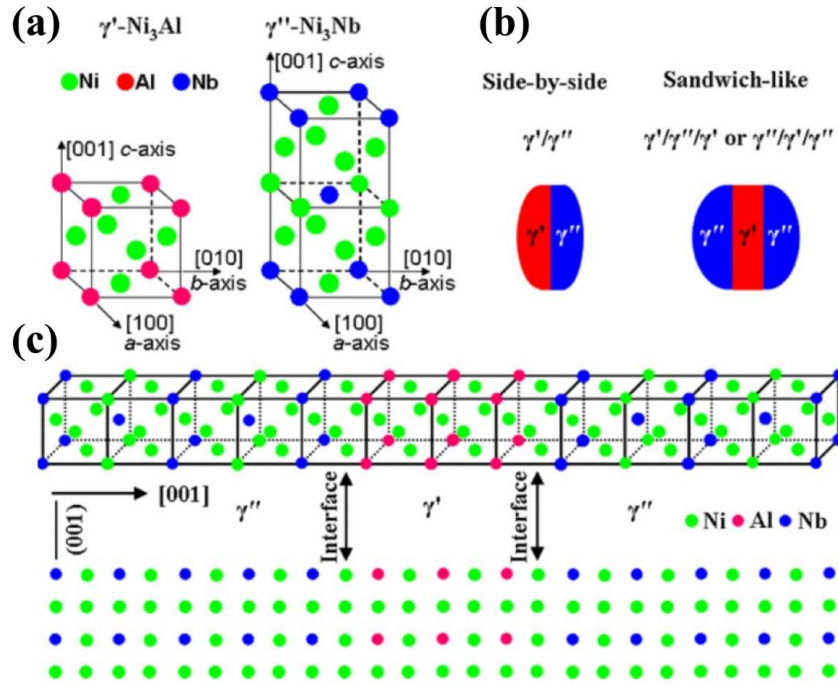 (a)
γ'-Ni₃Al
γ''-Ni₃Nb
Ni Al Nb
[001] c-axis
[010]
b-axis
[100]
a-axis
[001] c-axis
[010]
b-axis
[100]
a-axis
(b)
Side-by-side
Sandwich-like
γ'/γ''
γ'/γ''/γ' or γ''/γ'/γ''
γ' γ''
γ'' γ' γ''
(c)
[001]
(001)
γ''
Interface
γ'
Interface
γ''
Ni Al Nb